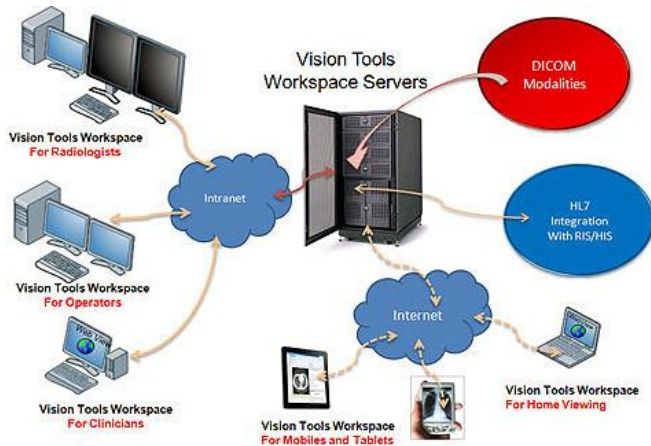 Vision Tools
Workspace Servers
DICOM
Modalities
Vision Tools Workspace
For Radiologists
Intranet
HL7
Integration
With RIS/HIS
Vision Tools Workspace
For Operators
Internet
Web View
Vision Tools Workspace
For Clinicians
Vision Tools Workspace
For Mobiles and Tablets
Vision Tools Workspace
For Home Viewing